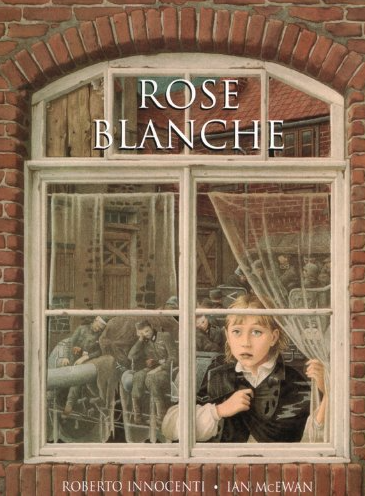 ROSE
BLANCHE
ROBERTO INNOCENTI • IAN McEWAN